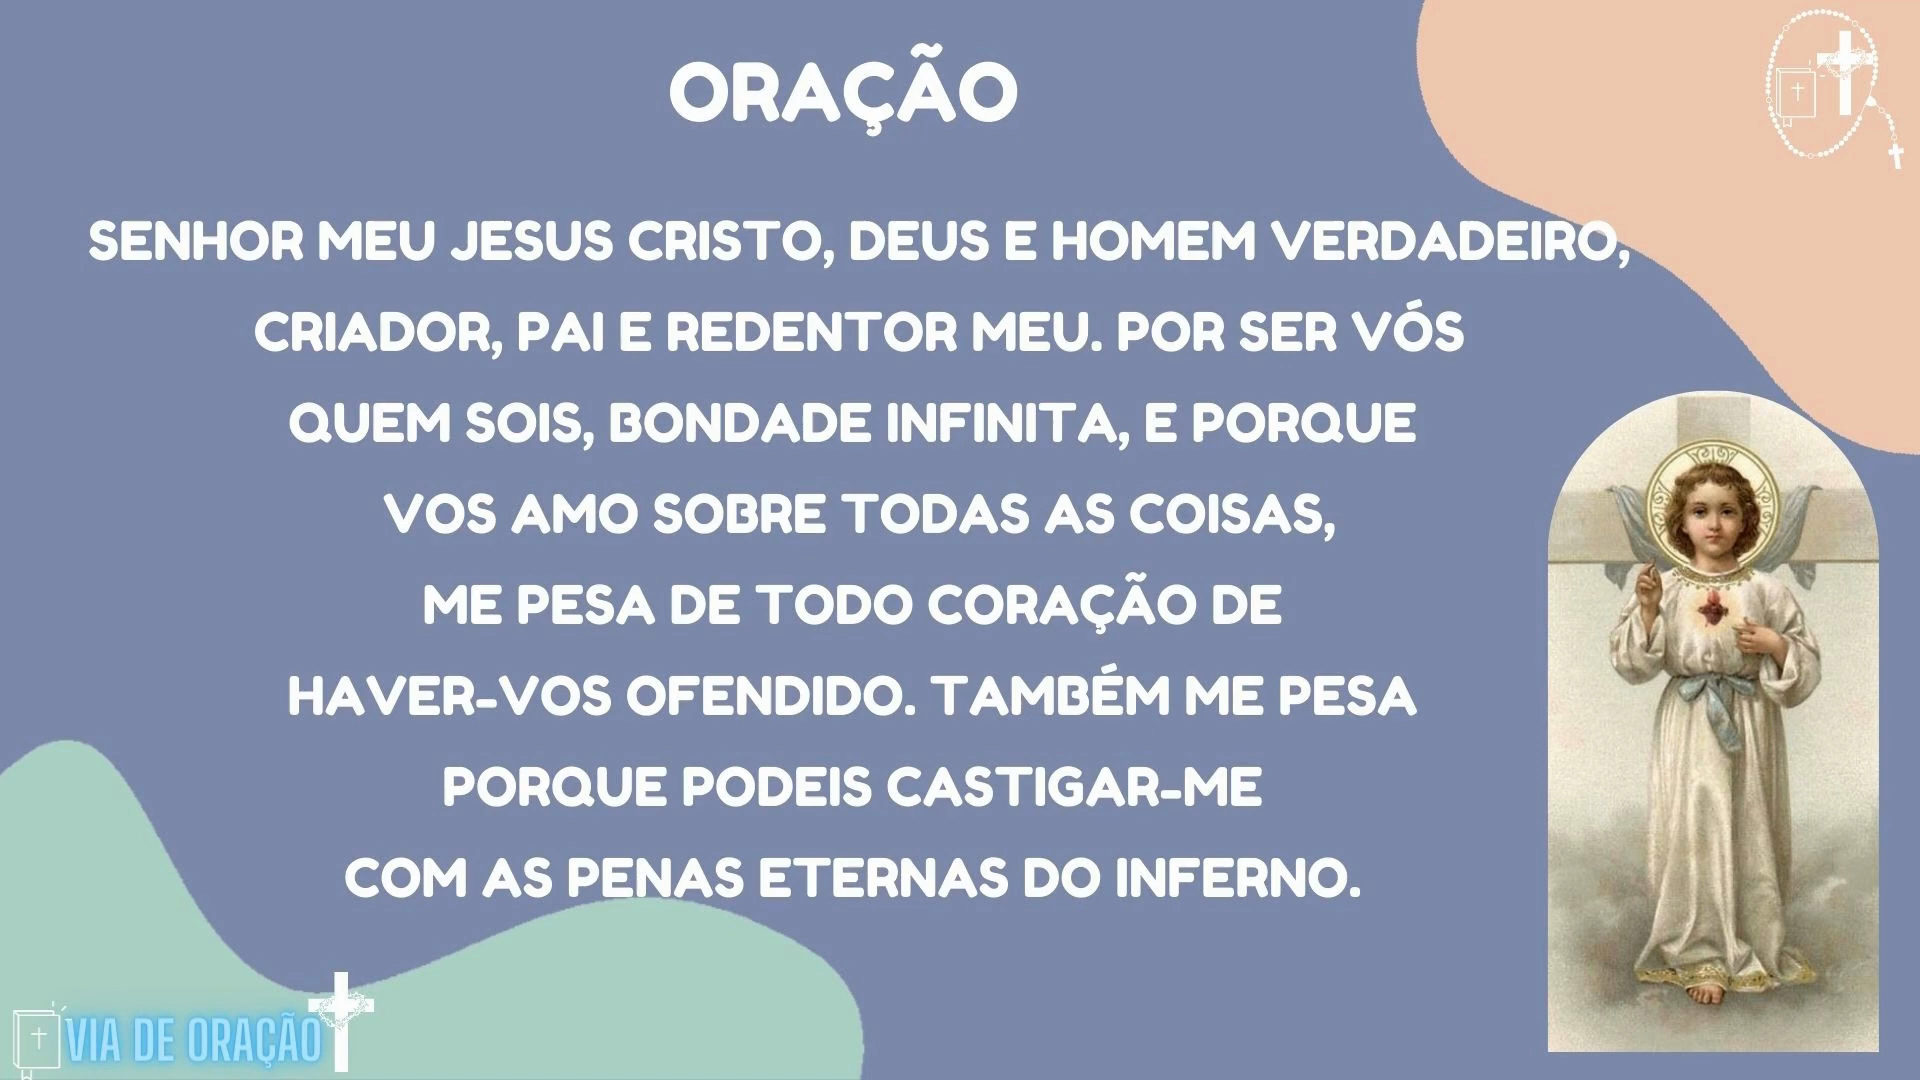 ORAÇÃO
SENHOR MEU JESUS CRISTO, DEUS E HOMEM VERDADEIRO,
CRIADOR, PAI E REDENTOR MEU. POR SER VÓS
QUEM SOIS, BONDADE INFINITA, E PORQUE
VOS AMO SOBRE TODAS AS COISAS,
ME PESA DE TODO CORAÇÃO DE
HAVER-VOS OFENDIDO. TAMBÉM ME PESA
PORQUE PODEIS CASTIGAR-ME
COM AS PENAS ETERNAS DO INFERNO.
VIA DE ORAÇÃO